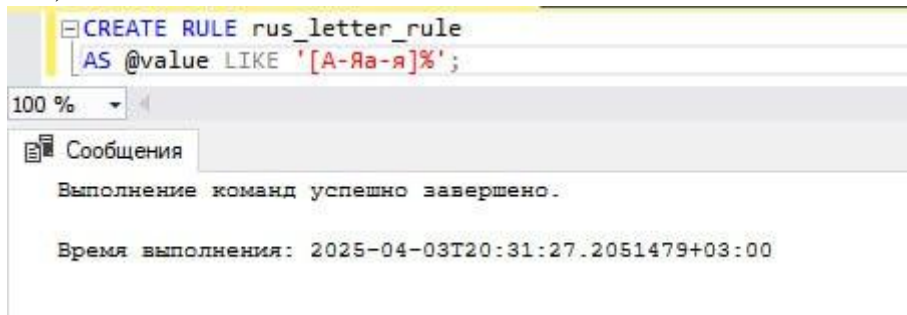 CREATE RULE rus_letter_rule
AS @value LIKE '[А-Яа-я]%';
100 %
Сообщения
Выполнение команд успешно завершено.
Время выполнения: 2025-04-03T20:31:27.2051479+03:00